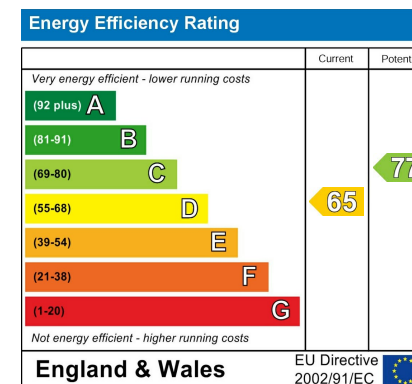 Energy Efficiency Rating
Current Potent
Very energy efficient - lower running costs
(92 plus) A
(81-91) B
(69-80) C
77
(55-68) D
65
(39-54) E
(21-38) F
(1-20) G
Not energy efficient - higher running costs
England & Wales
EU Directive
2002/91/EC